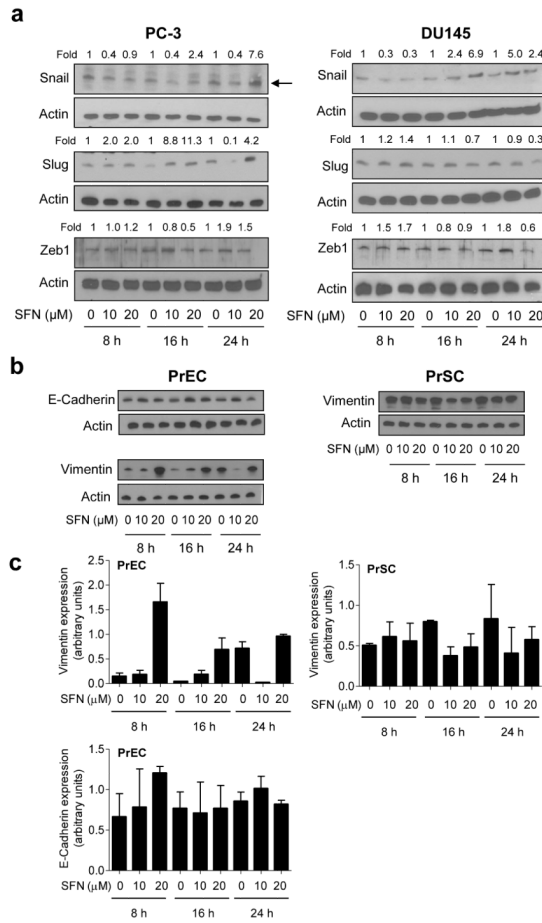 a
PC-3
Fold 1 0.4 0.9 1 0.4 2.4 1 0.4 7.6
Snail
Actin
1 2.0 2.0 1 8.8 11.3 1 0.1 4.2
Slug
Actin
Fold 1 1.0 1.2 1 0.8 0.5 1 1.9 1.5
Zeb1
Actin
SFN (µM) 0 10 20 0 10 20 0 10 20
8 h 16 h 24 h
DU145
Fold 1 0.3 0.3 1 2.4 6.9 1 5.0 2.4
Snail
Actin
Fold 1 1.2 1.4 1 1.1 0.7 1 0.9 0.3
Slug
Actin
Fold 1 1.5 1.7 1 0.8 0.9 1 1.8 0.6
Zeb1
Actin
SFN (µM) 0 10 20 0 10 20 0 10 20
8 h 16 h 24 h
b
PrEC
E-Cadherin
Actin
Vimentin
Actin
SFN (µM) 0 10 20 0 10 20 0 10 20
8 h 16 h 24 h
PrSC
Vimentin
Actin
SFN (µM) 0 10 20 0 10 20 0 10 20
8 h 16 h 24 h
c
PrEC
Vimentin expression
(arbitrary units)
2.0
1.5
1.0
0.5
0.0
SFN (µM) 0 10 20 0 10 20 0 10 20
8 h 16 h 24 h
PrSC
Vimentin expression
(arbitrary units)
1.5
1.0
0.5
0.0
SFN (µM) 0 10 20 0 10 20 0 10 20
8 h 16 h 24 h
PrEC
E-Cadherin expression
(arbitrary units)
1.5
1.0
0.5
0.0
SFN (µM) 0 10 20 0 10 20 0 10 20
8 h 16 h 24 h